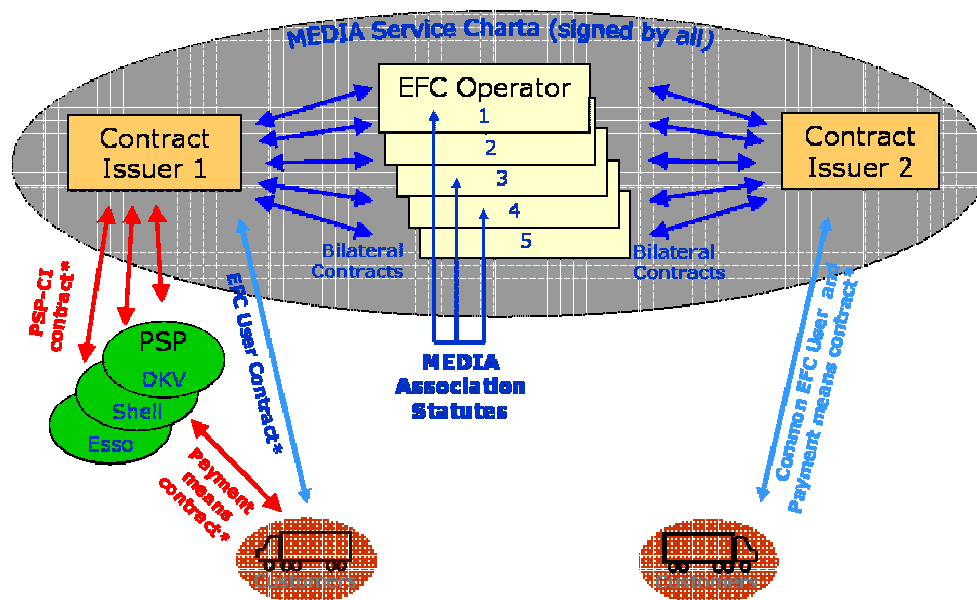 MEDIA Service Charta (signed by all)
EFC Operator
1
2
3
4
5
Contract
Issuer 1
Contract
Issuer 2
Bilateral
Contracts
Bilateral
Contracts
PSP-CI
contract*
EFC User Contract*
Common EFC User and
Payment means contract*
PSP
DKV
Shell
Esso
MEDIA
Association
Statutes
Payment
means
contract*
Customers
Customers